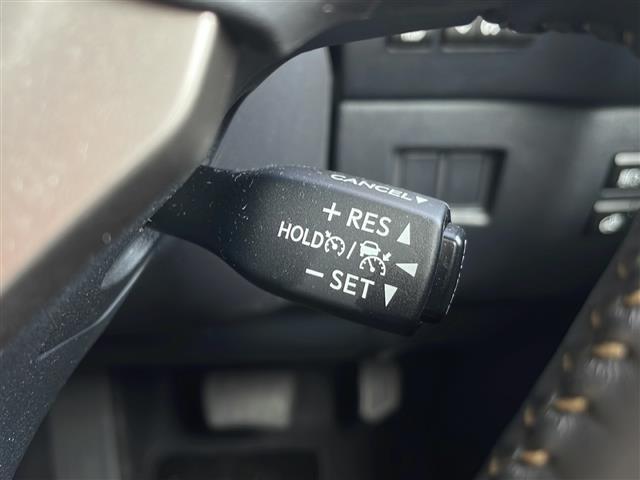 CANCEL▼
+ RES ▲
HOLD /
− SET ▼